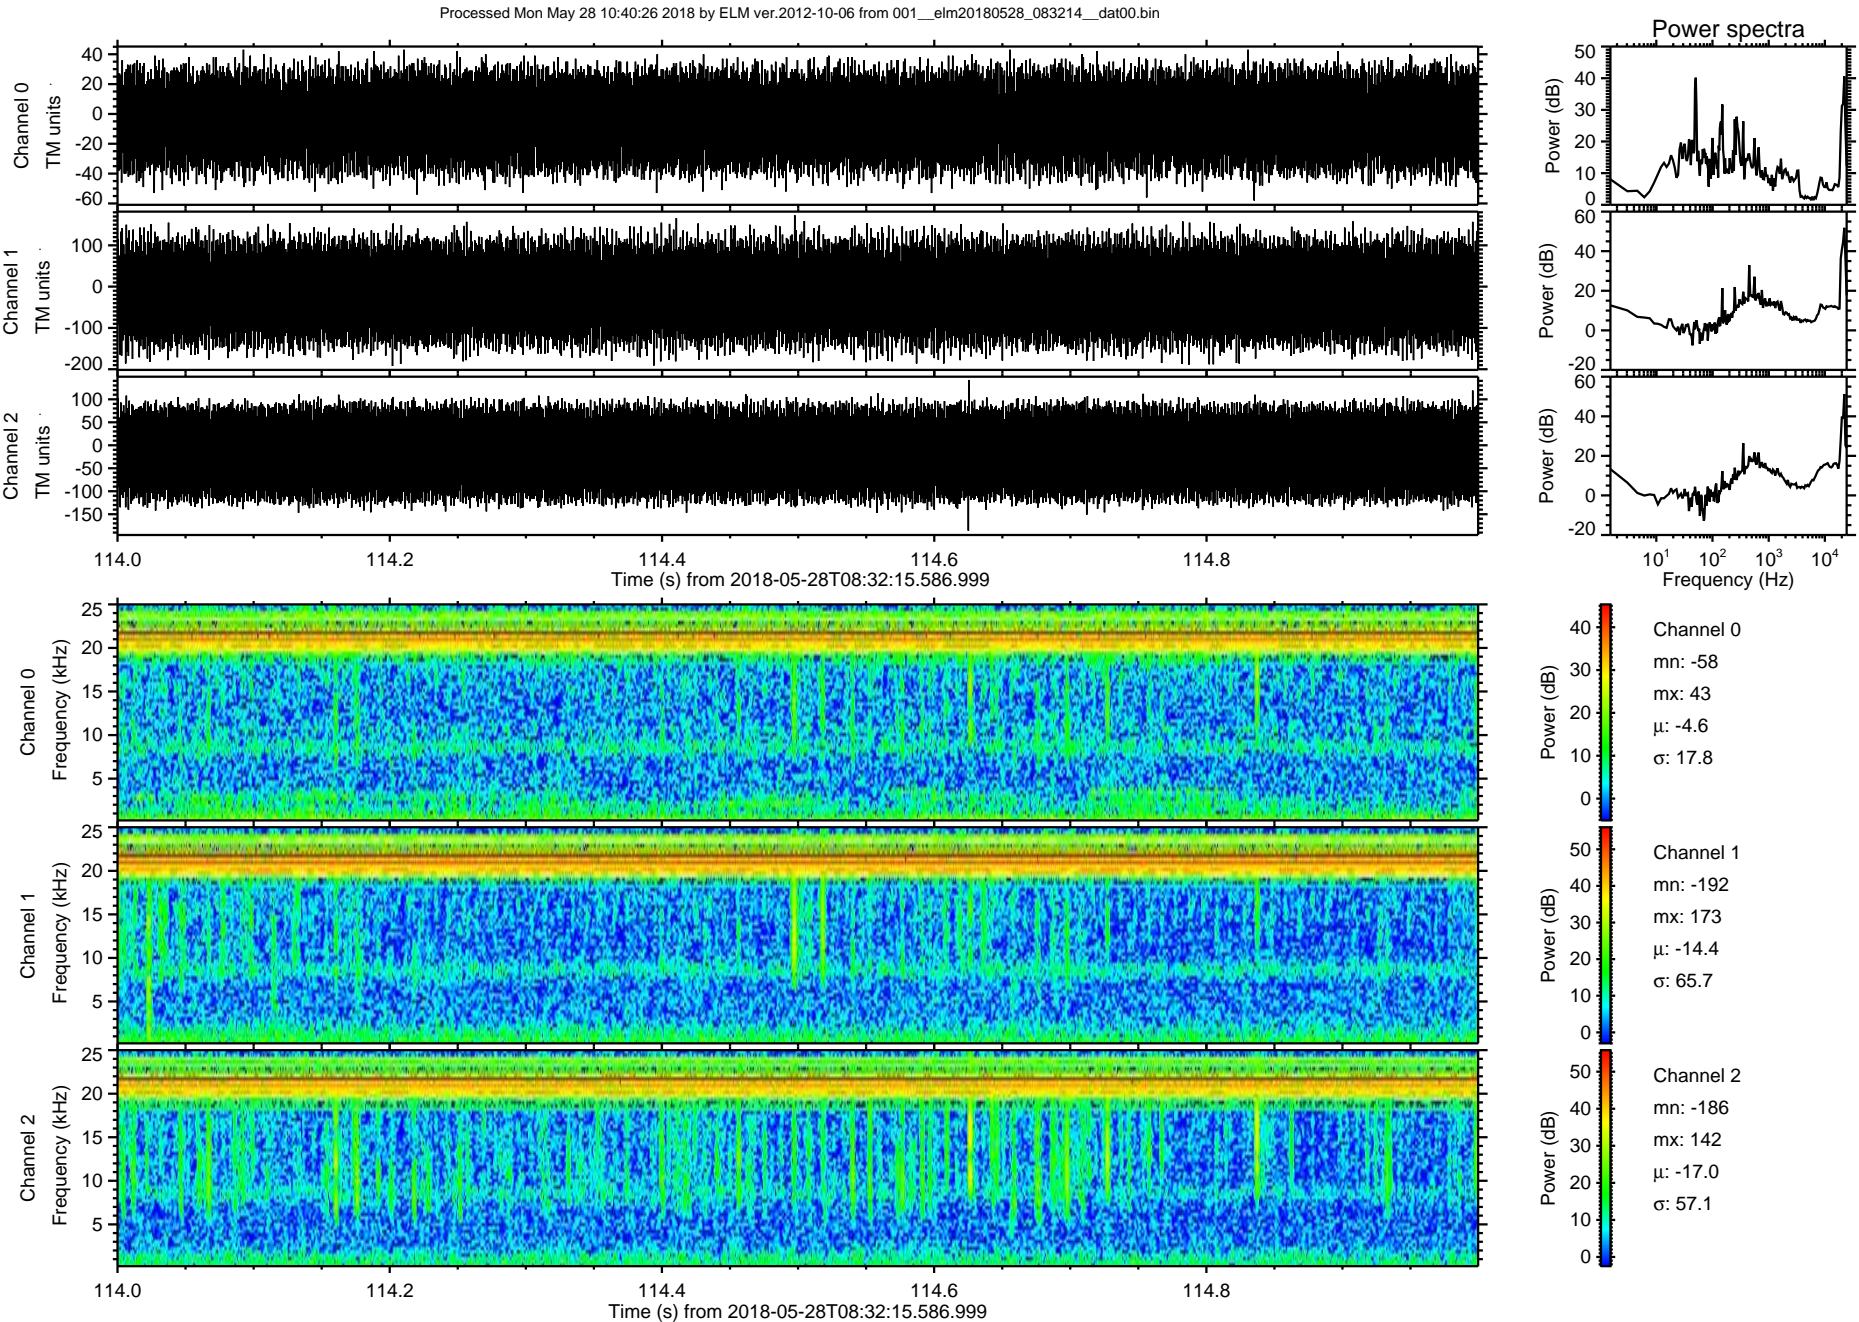 Processed Mon May 28 10:40:26 2018 by ELM ver.2012-10-06 from 001__elm20180528_083214__dat00.bin
Power spectra
Channel 0
TM units
40
20
0
-20
-40
-60
Power (dB)
50
40
30
20
10
0
Channel 1
TM units
100
0
-100
-200
Power (dB)
60
40
20
0
-20
Channel 2
TM units
100
50
0
-50
-100
-150
Power (dB)
60
40
20
0
-20
114.0 114.2 114.4 114.6 114.8
Time (s) from 2018-05-28T08:32:15.586.999
10¹ 10² 10³ 10⁴
Frequency (Hz)
Channel 0
Frequency (kHz)
25
20
15
10
5
Power (dB)
40
30
20
10
0
Channel 0
mn: -58
mx: 43
μ: -4.6
σ: 17.8
Channel 1
Frequency (kHz)
25
20
15
10
5
Power (dB)
50
40
30
20
10
0
Channel 1
mn: -192
mx: 173
μ: -14.4
σ: 65.7
Channel 2
Frequency (kHz)
25
20
15
10
5
Power (dB)
50
40
30
20
10
0
Channel 2
mn: -186
mx: 142
μ: -17.0
σ: 57.1
114.0 114.2 114.4 114.6 114.8
Time (s) from 2018-05-28T08:32:15.586.999